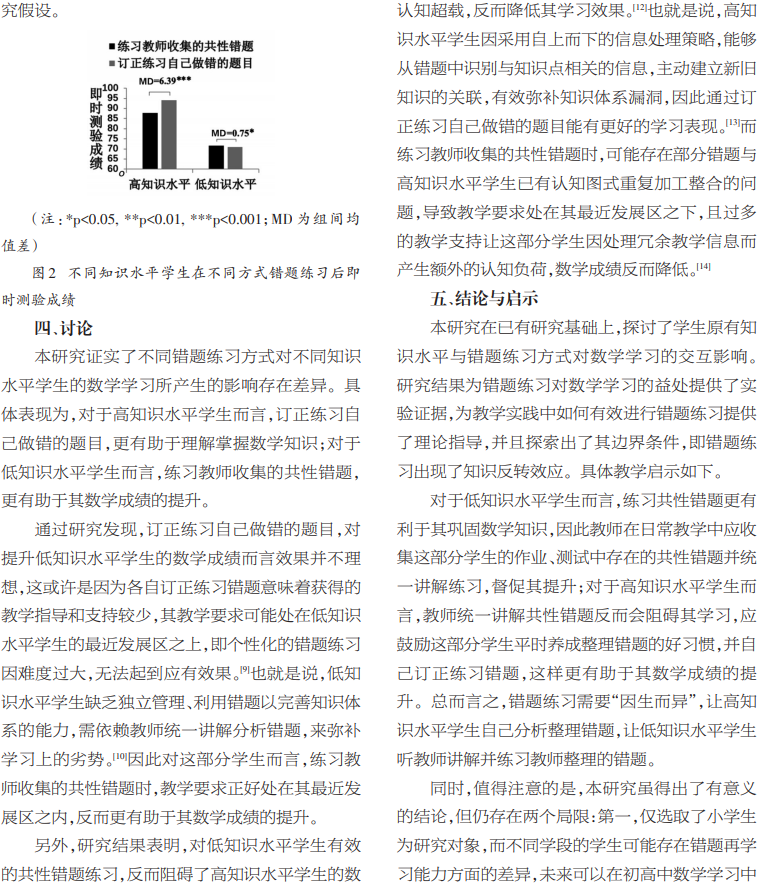 究假设。
■练习教师收集的共性错题
■订正练习自己做错的题目
即时测验成绩
100
95
90
85
80
75
70
65
60
0
MD=6.39***
MD=0.75*
高知识水平 低知识水平
(注:*p<0.05, **p<0.01, ***p<0.001;MD 为组间均
值差)
图2 不同知识水平学生在不同方式错题练习后即
时测验成绩
四、讨论
本研究证实了不同错题练习方式对不同知识
水平学生的数学学习所产生的影响存在差异。具
体表现为,对于高知识水平学生而言,订正练习自
己做错的题目,更有助于理解掌握数学知识;对于
低知识水平学生而言,练习教师收集的共性错题,
更有助于其数学成绩的提升。
通过研究发现,订正练习自己做错的题目,对
提升低知识水平学生的数学成绩而言效果并不理
想,这或许是因为各自订正练习错题意味着获得的
教学指导和支持较少,其教学要求可能处在低知识
水平学生的最近发展区之上,即个性化的错题练习
因难度过大,无法起到应有效果。[9]也就是说,低知
识水平学生缺乏独立管理、利用错题以完善知识体
系的能力,需依赖教师统一讲解分析错题,来弥补
学习上的劣势。[10]因此对这部分学生而言,练习教
师收集的共性错题时,教学要求正好处在其最近发
展区之内,反而更有助于其数学成绩的提升。
另外,研究结果表明,对低知识水平学生有效
的共性错题练习,反而阻碍了高知识水平学生的数
认知超载,反而降低其学习效果。[12]也就是说,高知
识水平学生因采用自上而下的信息处理策略,能够
从错题中识别与知识点相关的信息,主动建立新旧
知识的关联,有效弥补知识体系漏洞,因此通过订
正练习自己做错的题目能有更好的学习表现。[13]而
练习教师收集的共性错题时,可能存在部分错题与
高知识水平学生已有认知图式重复加工整合的问
题,导致教学要求处在其最近发展区之下,且过多
的教学支持让这部分学生因处理冗余教学信息而
产生额外的认知负荷,数学成绩反而降低。[14]
五、结论与启示
本研究在已有研究基础上,探讨了学生原有知
识水平与错题练习方式对数学学习的交互影响。
研究结果为错题练习对数学学习的益处提供了实
验证据,为教学实践中如何有效进行错题练习提供
了理论指导,并且探索出了其边界条件,即错题练
习出现了知识反转效应。具体教学启示如下。
对于低知识水平学生而言,练习共性错题更有
利于其巩固数学知识,因此教师在日常教学中应收
集这部分学生的作业、测试中存在的共性错题并统
一讲解练习,督促其提升;对于高知识水平学生而
言,教师统一讲解共性错题反而会阻碍其学习,应
鼓励这部分学生平时养成整理错题的好习惯,并自
己订正练习错题,这样更有助于其数学成绩的提
升。总而言之,错题练习需要“因生而异”,让高知
识水平学生自己分析整理错题,让低知识水平学生
听教师讲解并练习教师整理的错题。
同时,值得注意的是,本研究虽得出了有意义
的结论,但仍存在两个局限:第一,仅选取了小学生
为研究对象,而不同学段的学生可能存在错题再学
习能力方面的差异,未来可以在初高中数学学习中